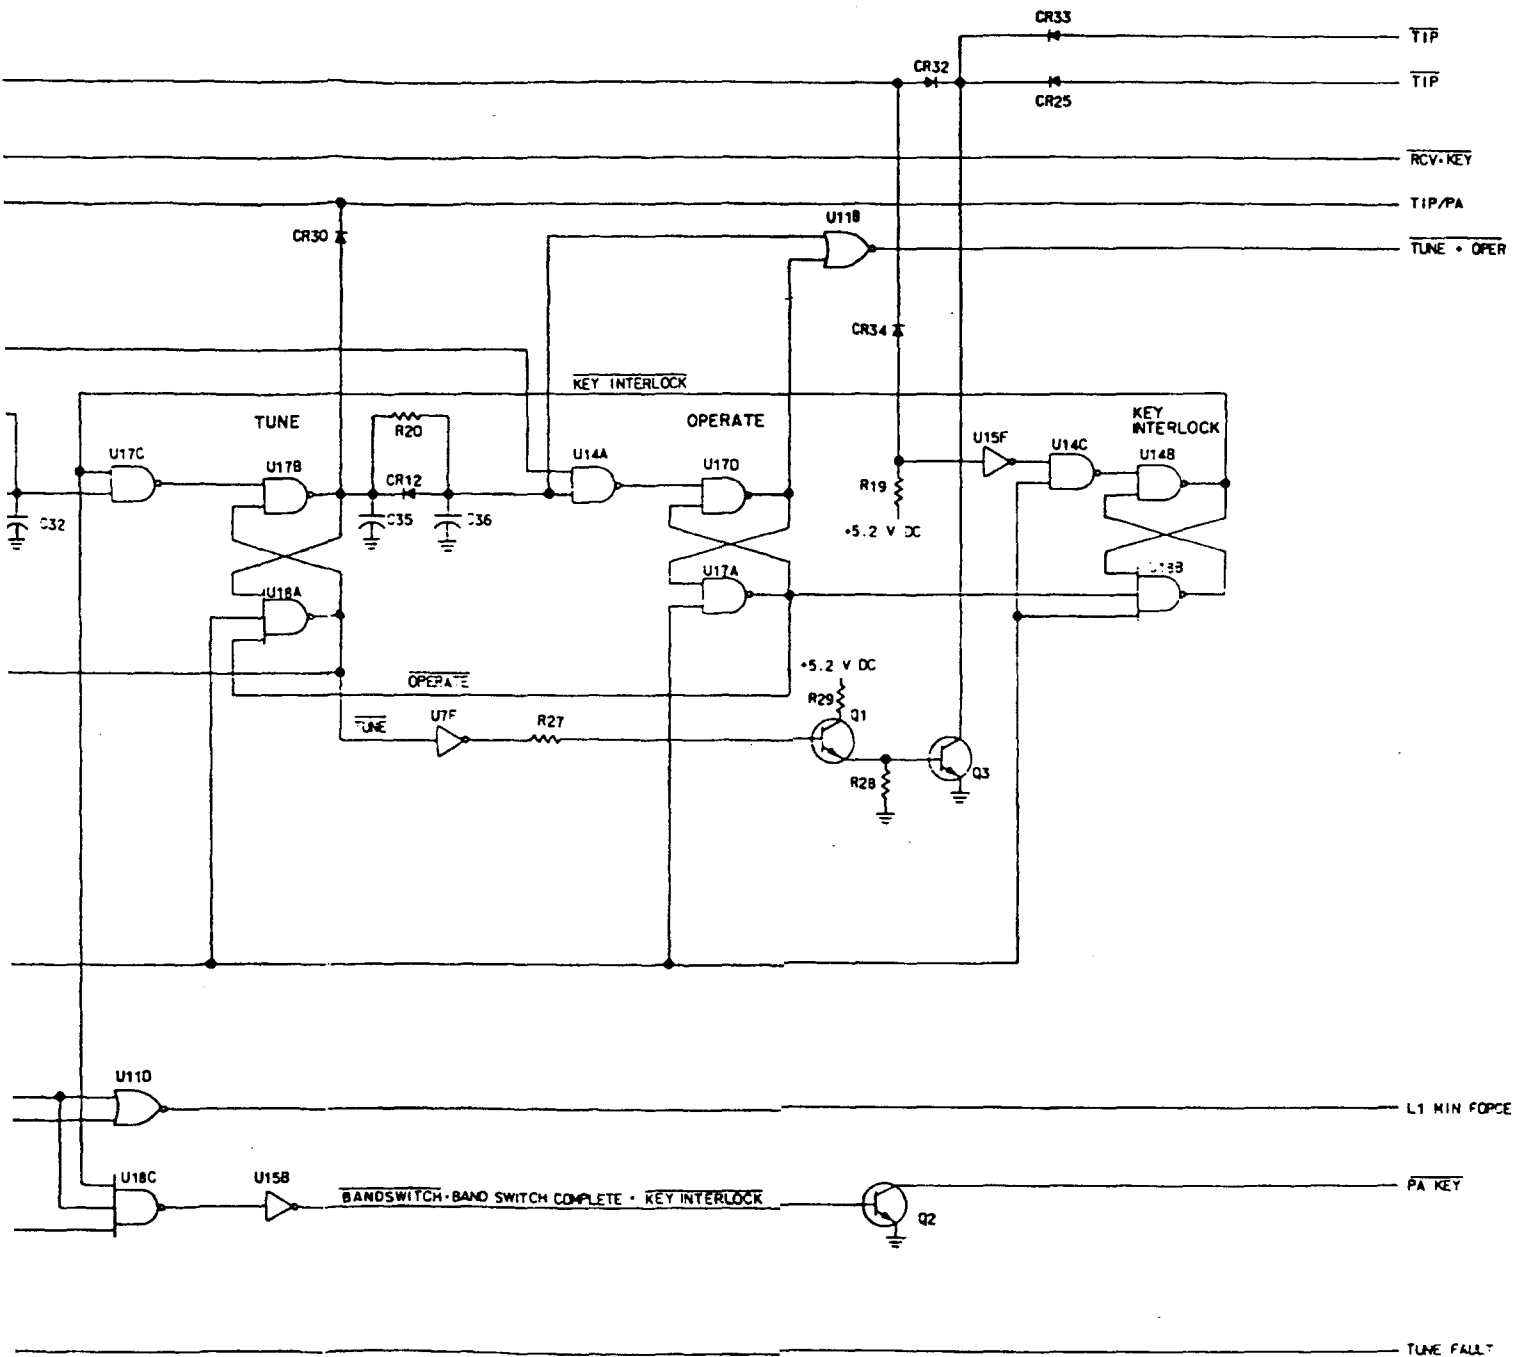 CR33
TIP
CR32
TIP
CR25
RCV·KEY
TIP/PA
U11B
CR30
TUNE + OPER
CR34
KEY INTERLOCK
TUNE
R20
OPERATE
KEY
INTERLOCK
U17C
U17B
CR12
U14A
U17D
U15F
U14C
U14B
R19
C32
C35
C36
+5.2 V DC
U18A
U17A
U18B
+5.2 V DC
OPERATE
R29
TUNE
U7F
R27
Q1
R28
Q3
U11D
L1 MIN FORCE
U18C
U15B
BANDSWITCH·BAND SWITCH COMPLETE · KEY INTERLOCK
PA KEY
Q2
TUNE FAULT